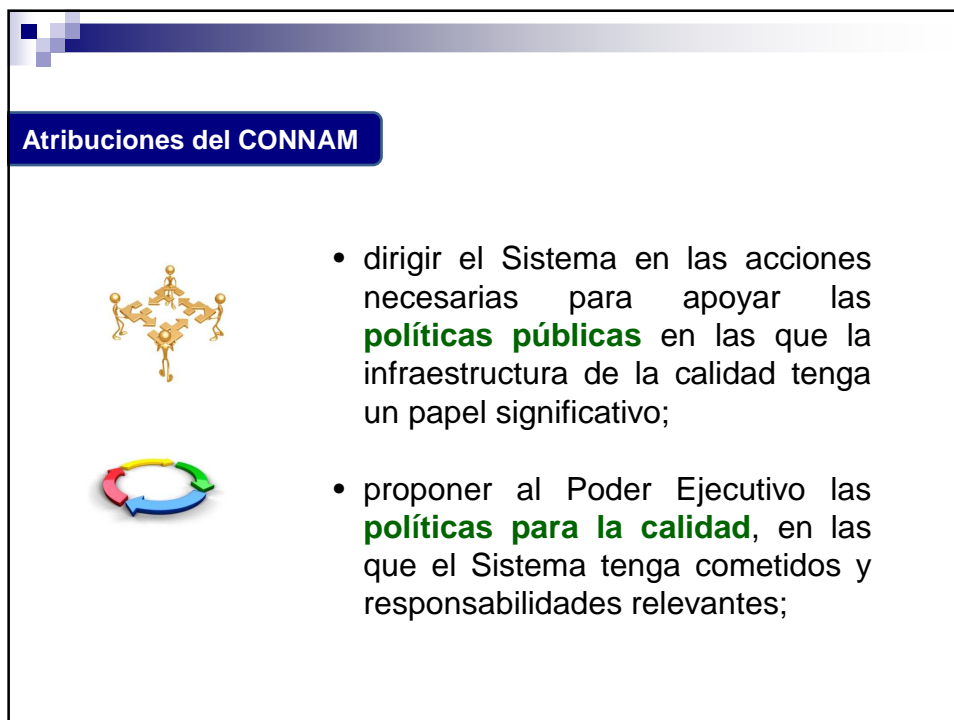 Atribuciones del CONNAM
• dirigir el Sistema en las acciones
necesarias para apoyar las
políticas públicas en las que la
infraestructura de la calidad tenga
un papel significativo;
• proponer al Poder Ejecutivo las
políticas para la calidad, en las
que el Sistema tenga cometidos y
responsabilidades relevantes;